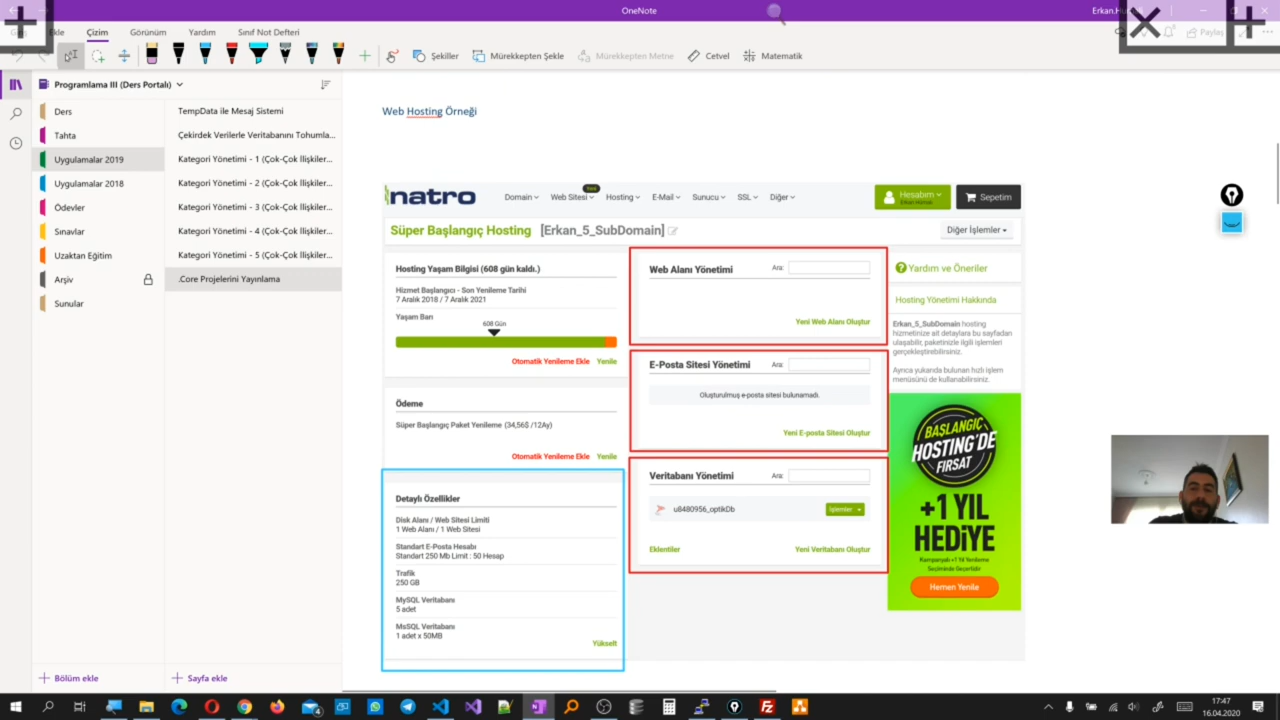 OneNote
Erkan.H
Ekle
Çizim
Görünüm
Yardım
Sınıf Not Defteri
Paylaş
Şekiller
Mürekkepten Şekle
Mürekkepten Metne
Cetvel
Matematik
Programlama III (Ders Portalı)
Ders
Tahta
Uygulamalar 2019
Uygulamalar 2018
Ödevler
Sınavlar
Uzaktan Eğitim
Arşiv
Sunular
TempData ile Mesaj Sistemi
Çekirdek Verilerle Veritabanını Tohumla...
Kategori Yönetimi - 1 (Çok-Çok İlişkiler...
Kategori Yönetimi - 2 (Çok-Çok İlişkiler...
Kategori Yönetimi - 3 (Çok-Çok İlişkiler...
Kategori Yönetimi - 4 (Çok-Çok İlişkiler...
Kategori Yönetimi - 5 (Çok-Çok İlişkiler...
.Core Projelerini Yayınlama
Bölüm ekle
Sayfa ekle
Web Hosting Örneği
natro
Domain
Web Sitesi
Yeni
Hosting
E-Mail
Sunucu
SSL
Diğer
Hesabım
Sepetim
Süper Başlangıç Hosting [Erkan_5_SubDomain]
Diğer İşlemler
Hosting Yaşam Bilgisi (608 gün kaldı.)
Hizmet Başlangıcı - Son Yenileme Tarihi
7 Aralık 2018 / 7 Aralık 2021
Yaşam Barı
608 Gün
Otomatik Yenileme Ekle Yenile
Ödeme
Süper Başlangıç Paket Yenileme (34,56$ /12Ay)
Otomatik Yenileme Ekle Yenile
Detaylı Özellikler
Disk Alanı / Web Sitesi Limiti
1 Web Alanı / 1 Web Sitesi
Standart E-Posta Hesabı
Standart 250 Mb Limit : 50 Hesap
Trafik
250 GB
MySQL Veritabanı
5 adet
MsSQL Veritabanı
1 adet x 50MB
Yükselt
Web Alanı Yönetimi
Ara:
Yeni Web Alanı Oluştur
E-Posta Sitesi Yönetimi
Ara:
Oluşturulmuş e-posta sitesi bulunamadı.
Yeni E-posta Sitesi Oluştur
Veritabanı Yönetimi
Ara:
u8480956_optikDb
İşlemler
Eklentiler
Yeni Veritabanı Oluştur
Yardım ve Öneriler
Hosting Yönetimi Hakkında
Erkan_5_SubDomain hosting
hizmetinize ait detaylara bu sayfadan
ulaşabilir, paketinizle ilgili işlemleri
gerçekleştirebilirsiniz.
Ayrıca yukarıda bulunan hızlı işlem
menüsünü de kullanabilirsiniz.
BAŞLANGIC
HOSTING'DE
FIRSAT
+1 YIL
HEDİYE
Kampanyalı +1 Yıl Yenileme
Seçiminde Geçerlidir
Hemen Yenile
4
17:47
16.04.2020